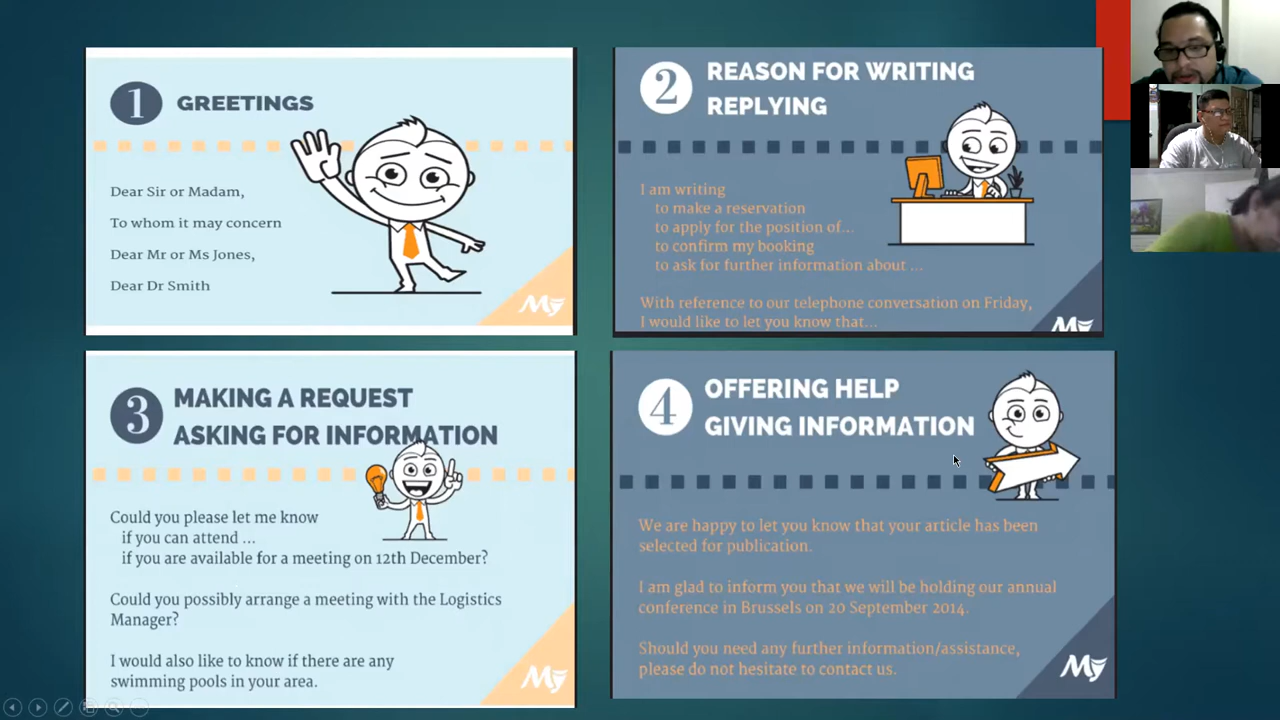 1 GREETINGS
Dear Sir or Madam,
To whom it may concern
Dear Mr or Ms Jones,
Dear Dr Smith
My
2 REASON FOR WRITING
REPLYING
I am writing
to make a reservation
to apply for the position of...
to confirm my booking
to ask for further information about ...
With reference to our telephone conversation on Friday,
I would like to let you know that...
My
3 MAKING A REQUEST
ASKING FOR INFORMATION
Could you please let me know
if you can attend ...
if you are available for a meeting on 12th December?
Could you possibly arrange a meeting with the Logistics
Manager?
I would also like to know if there are any
swimming pools in your area.
My
4 OFFERING HELP
GIVING INFORMATION
We are happy to let you know that your article has been
selected for publication.
I am glad to inform you that we will be holding our annual
conference in Brussels on 20 September 2014.
Should you need any further information/assistance,
please do not hesitate to contact us.
My